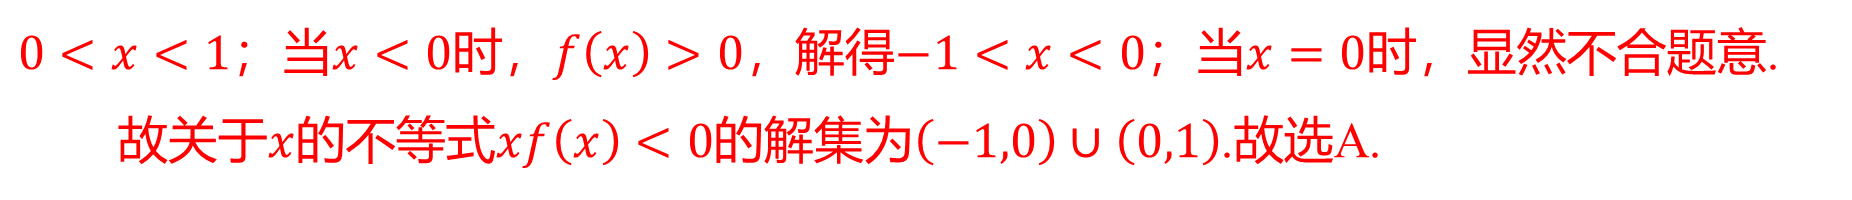 0 < x < 1；当x < 0时，f(x) > 0，解得−1 < x < 0；当x = 0时，显然不合题意.
故关于x的不等式xf(x) < 0的解集为(−1,0) ∪ (0,1).故选A.